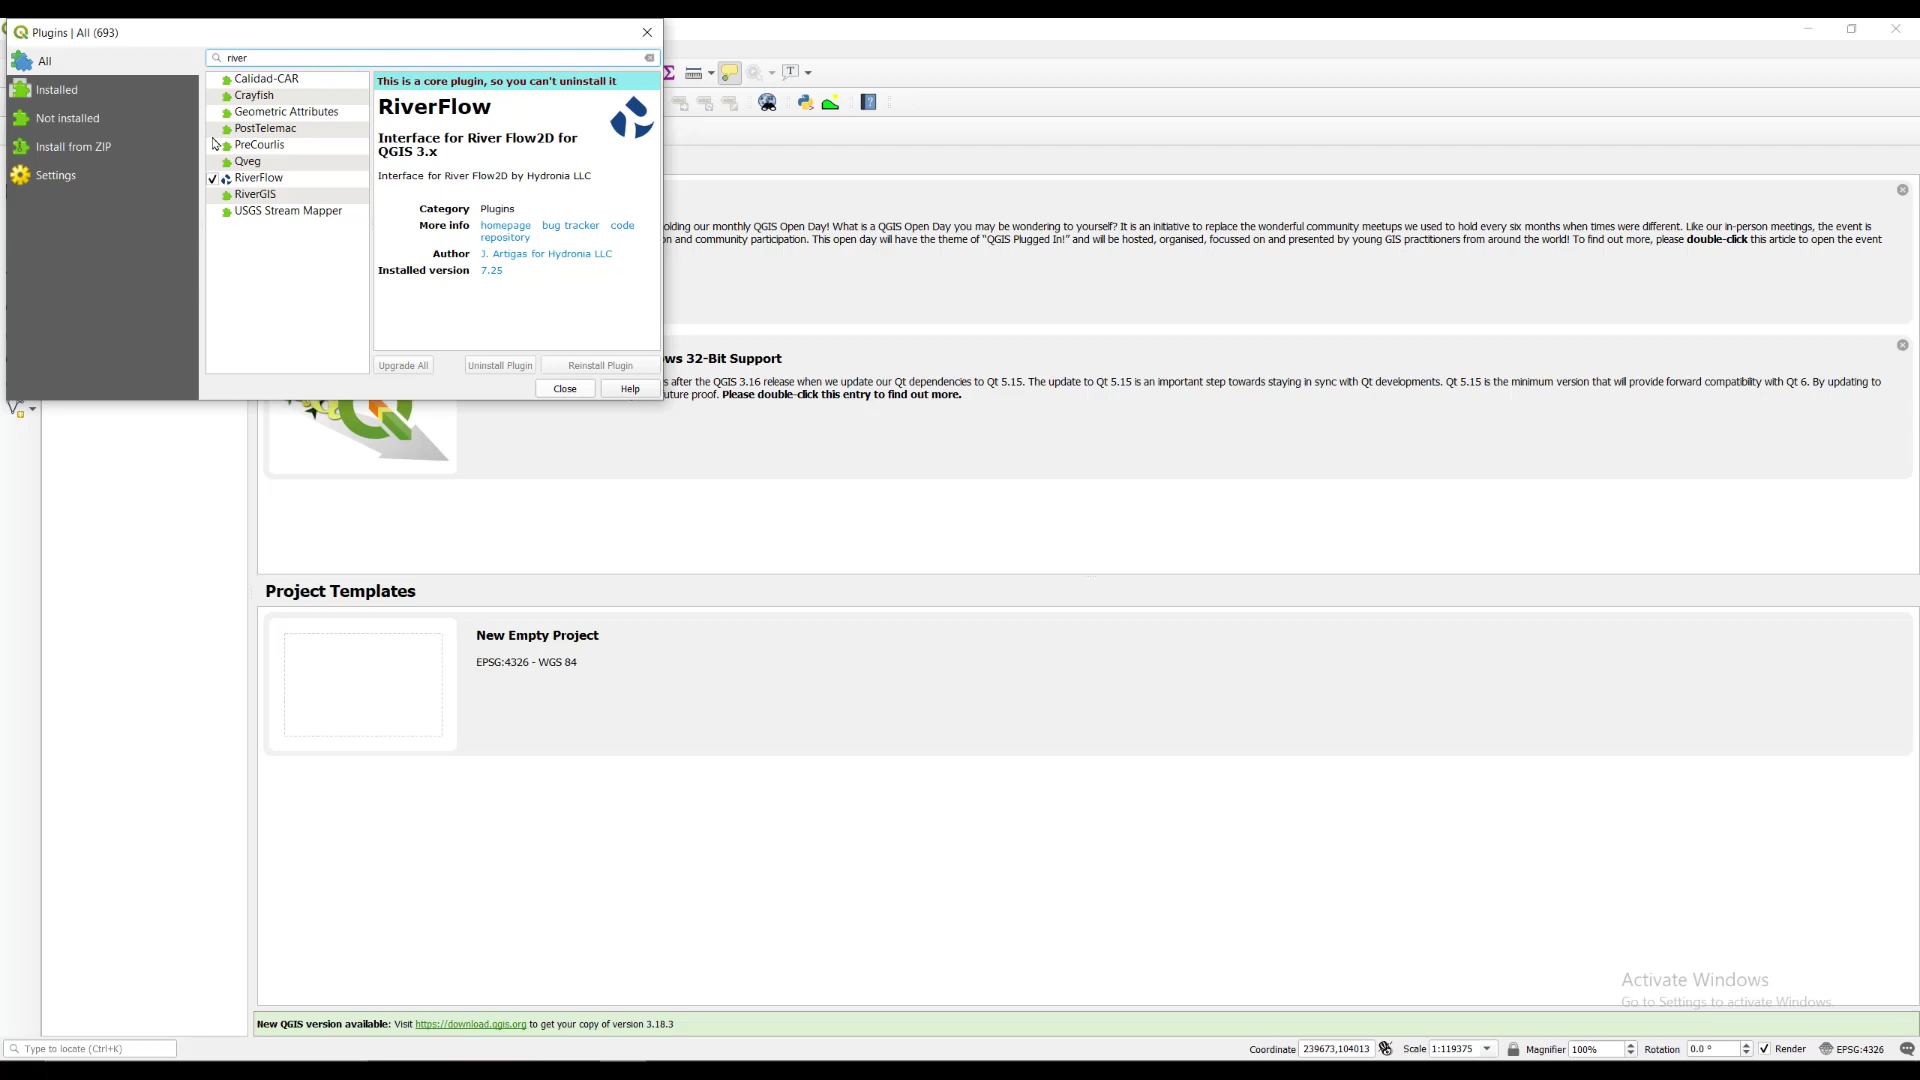 Plugins | All (693)
river
All
Installed
Not installed
Install from ZIP
Settings
Calidad-CAR
Crayfish
Geometric Attributes
PostTelemac
PreCourlis
Qveg
RiverFlow
RiverGIS
USGS Stream Mapper
This is a core plugin, so you can't uninstall it
RiverFlow
Interface for River Flow2D for
QGIS 3.x
Interface for River Flow2D by Hydronia LLC
Category Plugins
More info homepage bug tracker code
repository
Author J. Artigas for Hydronia LLC
Installed version 7.25
Upgrade All Uninstall Plugin Reinstall Plugin
Close Help
olding our monthly QGIS Open Day! What is a QGIS Open Day you may be wondering to yourself? It is an initiative to replace the wonderful community meetups we used to hold every six months when times were different. Like our in-person meetings, the event is
n and community participation. This open day will have the theme of "QGIS Plugged In!" and will be hosted, organised, focussed on and presented by young GIS practitioners from around the world! To find out more, please double-click this article to open the event
ws 32-Bit Support
s after the QGIS 3.16 release when we update our Qt dependencies to Qt 5.15. The update to Qt 5.15 is an important step towards staying in sync with Qt developments. Qt 5.15 is the minimum version that will provide forward compatibility with Qt 6. By updating to
uture proof. Please double-click this entry to find out more.
Project Templates
New Empty Project
EPSG:4326 - WGS 84
Activate Windows
Go to Settings to activate Windows.
New QGIS version available: Visit https://download.qgis.org to get your copy of version 3.18.3
Type to locate (Ctrl+K) Coordinate 239673,104013 Scale 1:119375 Magnifier 100% Rotation 0.0 ° Render EPSG:4326